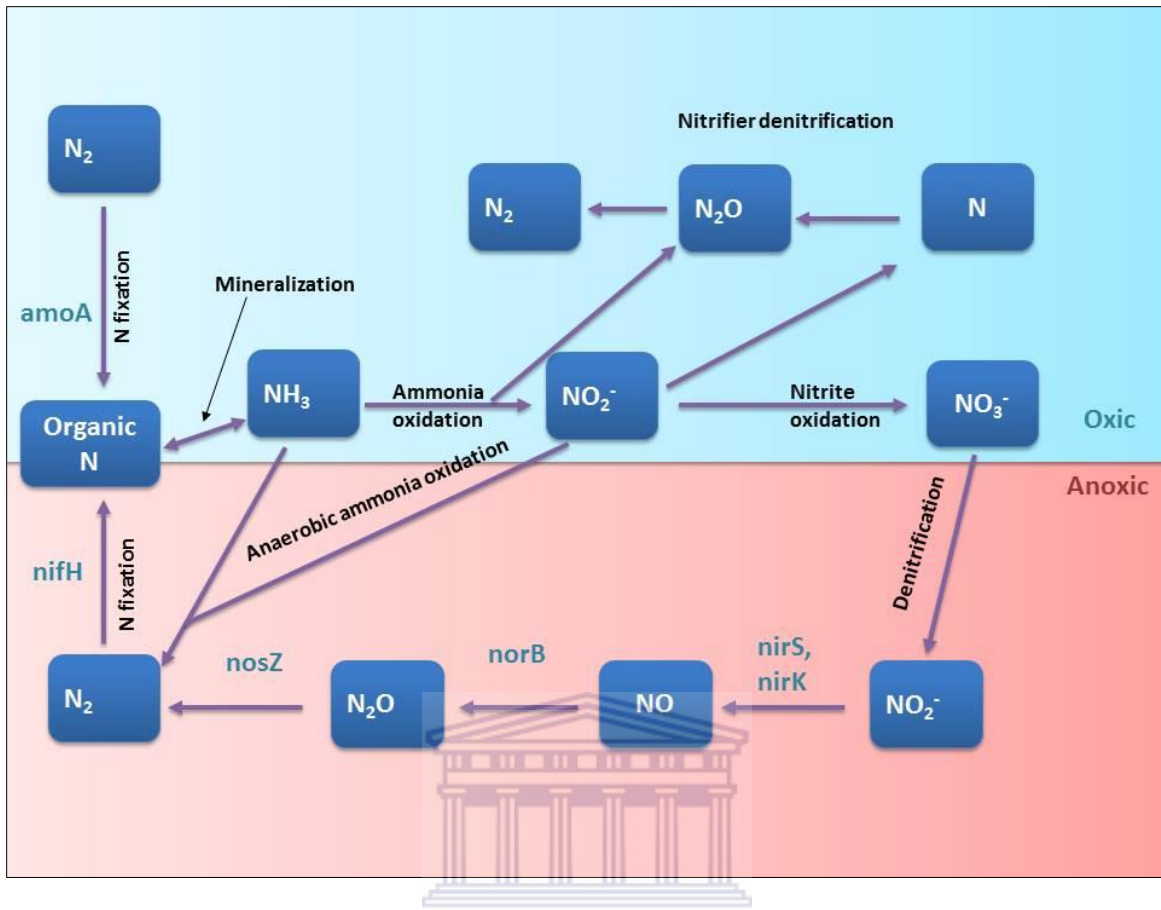 N₂
Nitrifier denitrification
N₂
N₂O
N
amoA
N fixation
Mineralization
NH₃
Ammonia
oxidation
NO₂⁻
Nitrite
oxidation
NO₃⁻
Organic
N
Oxic
Anoxic
Anaerobic ammonia oxidation
Denitrification
nifH
N fixation
nosZ
norB
nirS,
nirK
N₂
N₂O
NO
NO₂⁻